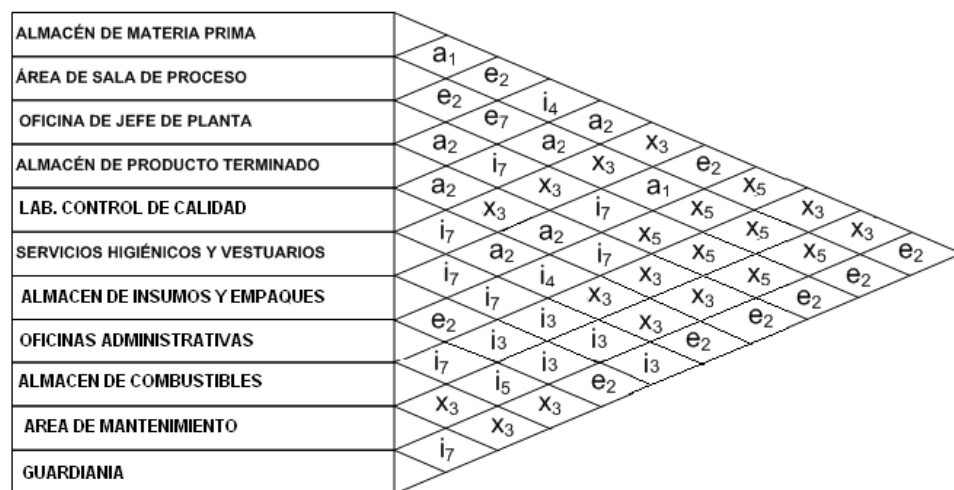 ALMACÉN DE MATERIA PRIMA
a₁
ÁREA DE SALA DE PROCESO e₂
e₂ i₄
OFICINA DE JEFE DE PLANTA e₇ a₂
a₂ a₂ x₃
ALMACÉN DE PRODUCTO TERMINADO i₇ x₃ e₂
a₂ x₃ a₁ x₅
LAB. CONTROL DE CALIDAD x₃ i₇ x₅ x₃
i₇ a₂ x₅ x₅ x₃
SERVICIOS HIGIÉNICOS Y VESTUARIOS a₂ i₇ x₅ x₅ e₂
i₇ i₄ x₃ x₅ e₂
ALMACEN DE INSUMOS Y EMPAQUES i₇ x₃ x₃ e₂
e₂ i₃ x₃ e₂
OFICINAS ADMINISTRATIVAS i₃ i₃ e₂
i₇ i₃ i₃
ALMACEN DE COMBUSTIBLES i₅ e₂
x₃ x₃
AREA DE MANTENIMIENTO x₃
i₇
GUARDIANIA